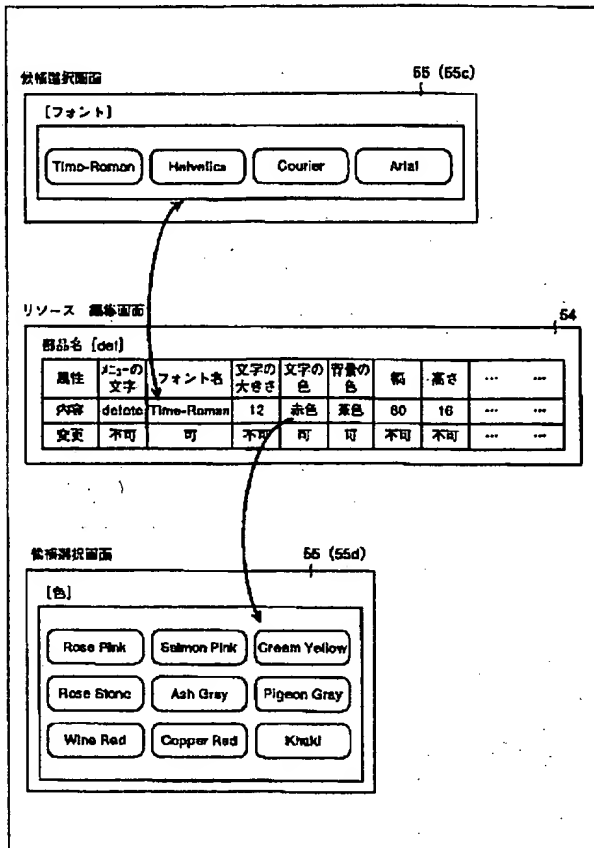 候補選択画面 55 (55c)
[フォント]
Time-Roman Helvetica Courier Arial
リソース 編集画面 54
部品名 [del]
属性 メニューの文字 フォント名 文字の大きさ 文字の色 背景の色 幅 高さ … …
内容 delete Time-Roman 12 赤色 茶色 80 16 … …
変更 不可 可 不可 可 可 不可 不可 … …
候補選択画面 55 (55d)
[色]
Rose Pink Salmon Pink Cream Yellow
Rose Stone Ash Gray Pigeon Gray
Wine Red Copper Red Khaki